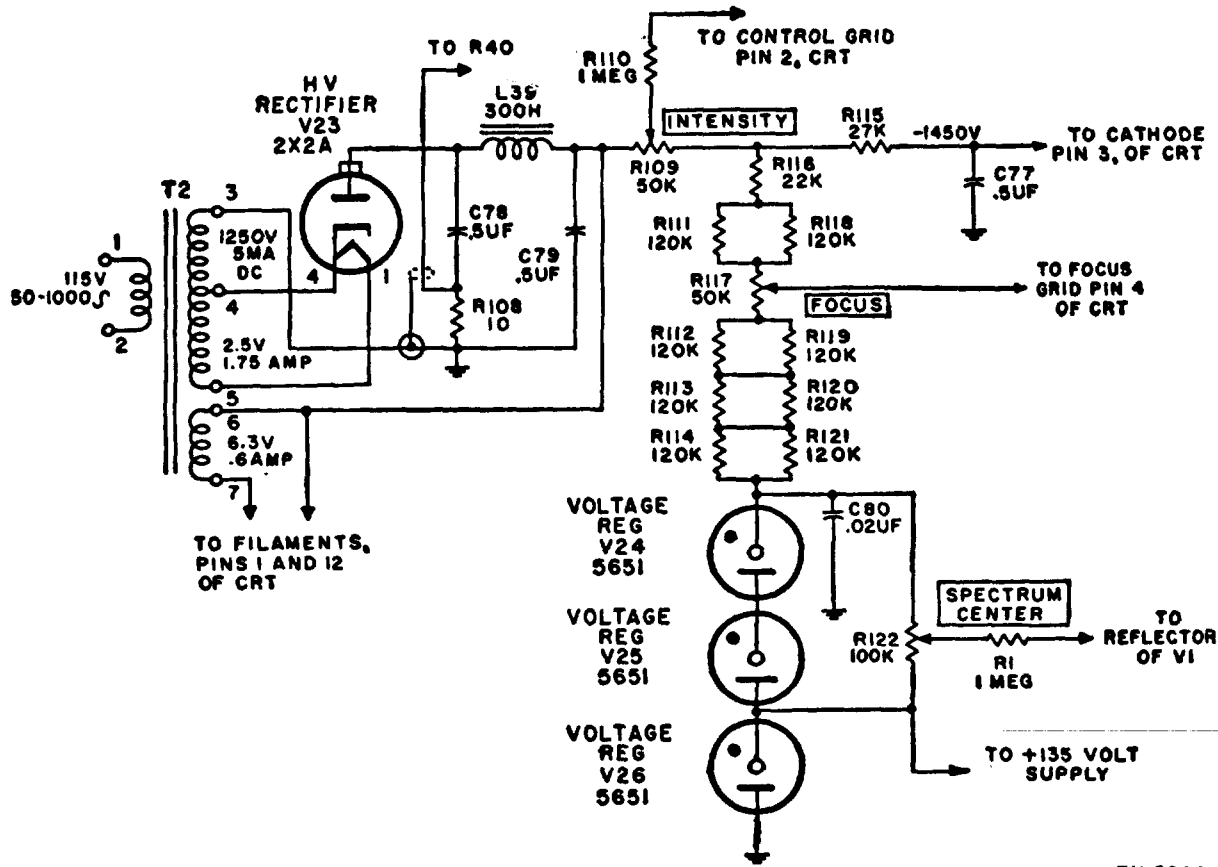 TO CONTROL GRID
PIN 2, CRT
R110
1 MEG
TO R40
HV
RECTIFIER
V23
2X2A
L39
300H
INTENSITY
R109
50K
R115
27K
-1450V
TO CATHODE
PIN 3, OF CRT
C77
.5UF
R116
22K
T2
3
1
115V
50-1000∫
2
1250V
5MA
DC
4
4
1
C78
.5UF
C79
.5UF
R108
10
R111
120K
R118
120K
R117
50K
FOCUS
TO FOCUS
GRID PIN 4
OF CRT
2.5V
1.75 AMP
5
R112
120K
R119
120K
R113
120K
R120
120K
R114
120K
R121
120K
6
6.3V
.6AMP
7
TO FILAMENTS,
PINS 1 AND 12
OF CRT
VOLTAGE
REG
V24
5651
C80
.02UF
VOLTAGE
REG
V25
5651
SPECTRUM
CENTER
R122
100K
R1
1 MEG
TO
REFLECTOR
OF V1
VOLTAGE
REG
V26
5651
TO +135 VOLT
SUPPLY